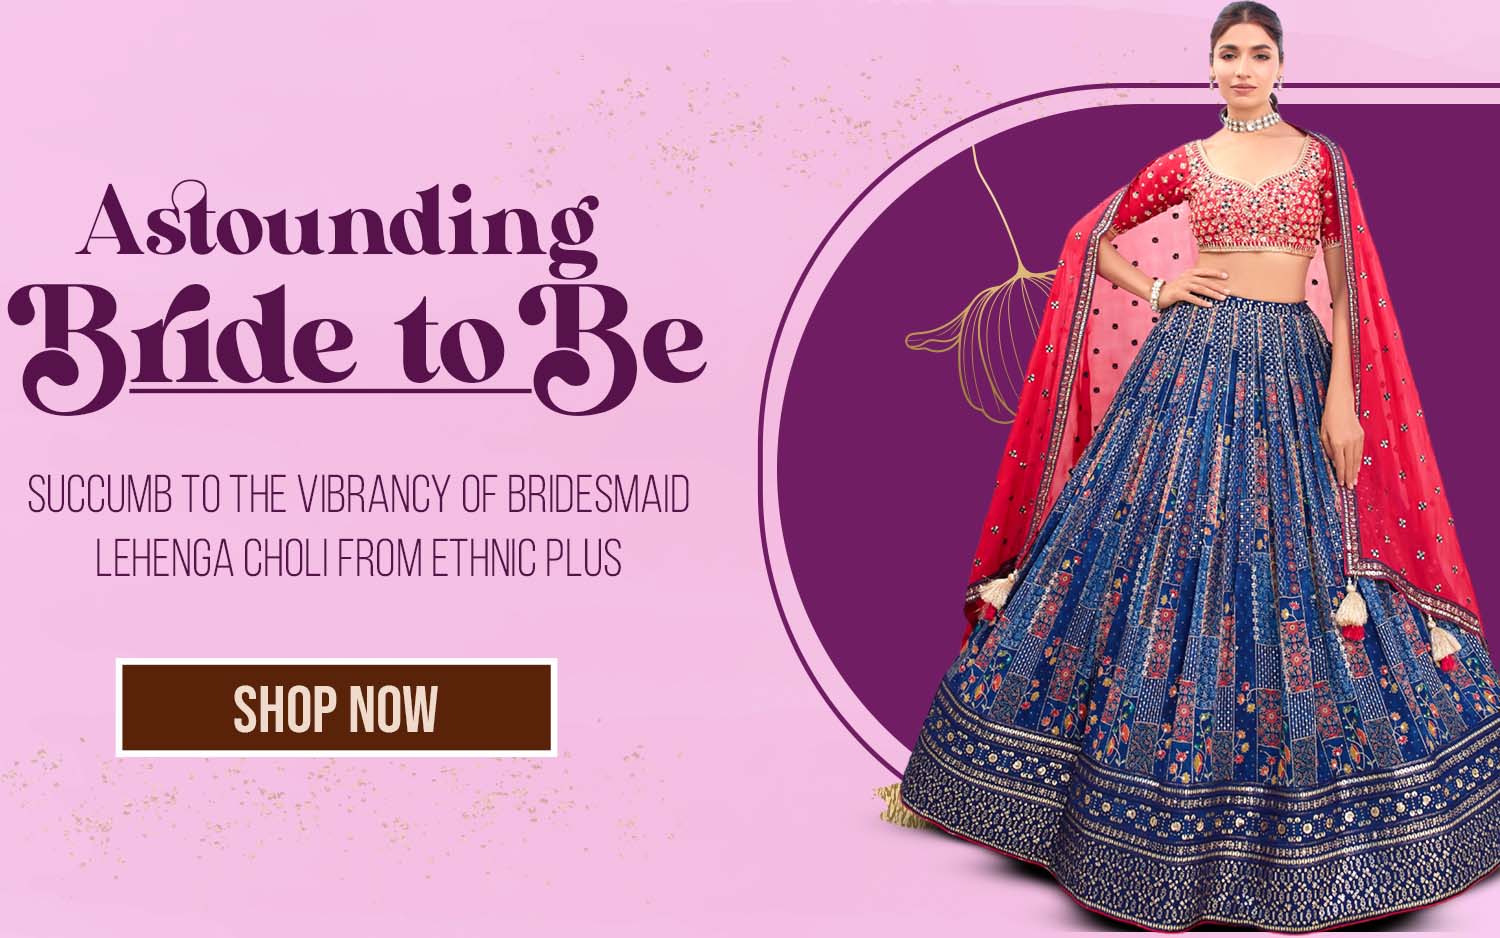 Astounding
Bride to Be
SUCCUMB TO THE VIBRANCY OF BRIDESMAID
LEHENGA CHOLI FROM ETHNIC PLUS
SHOP NOW